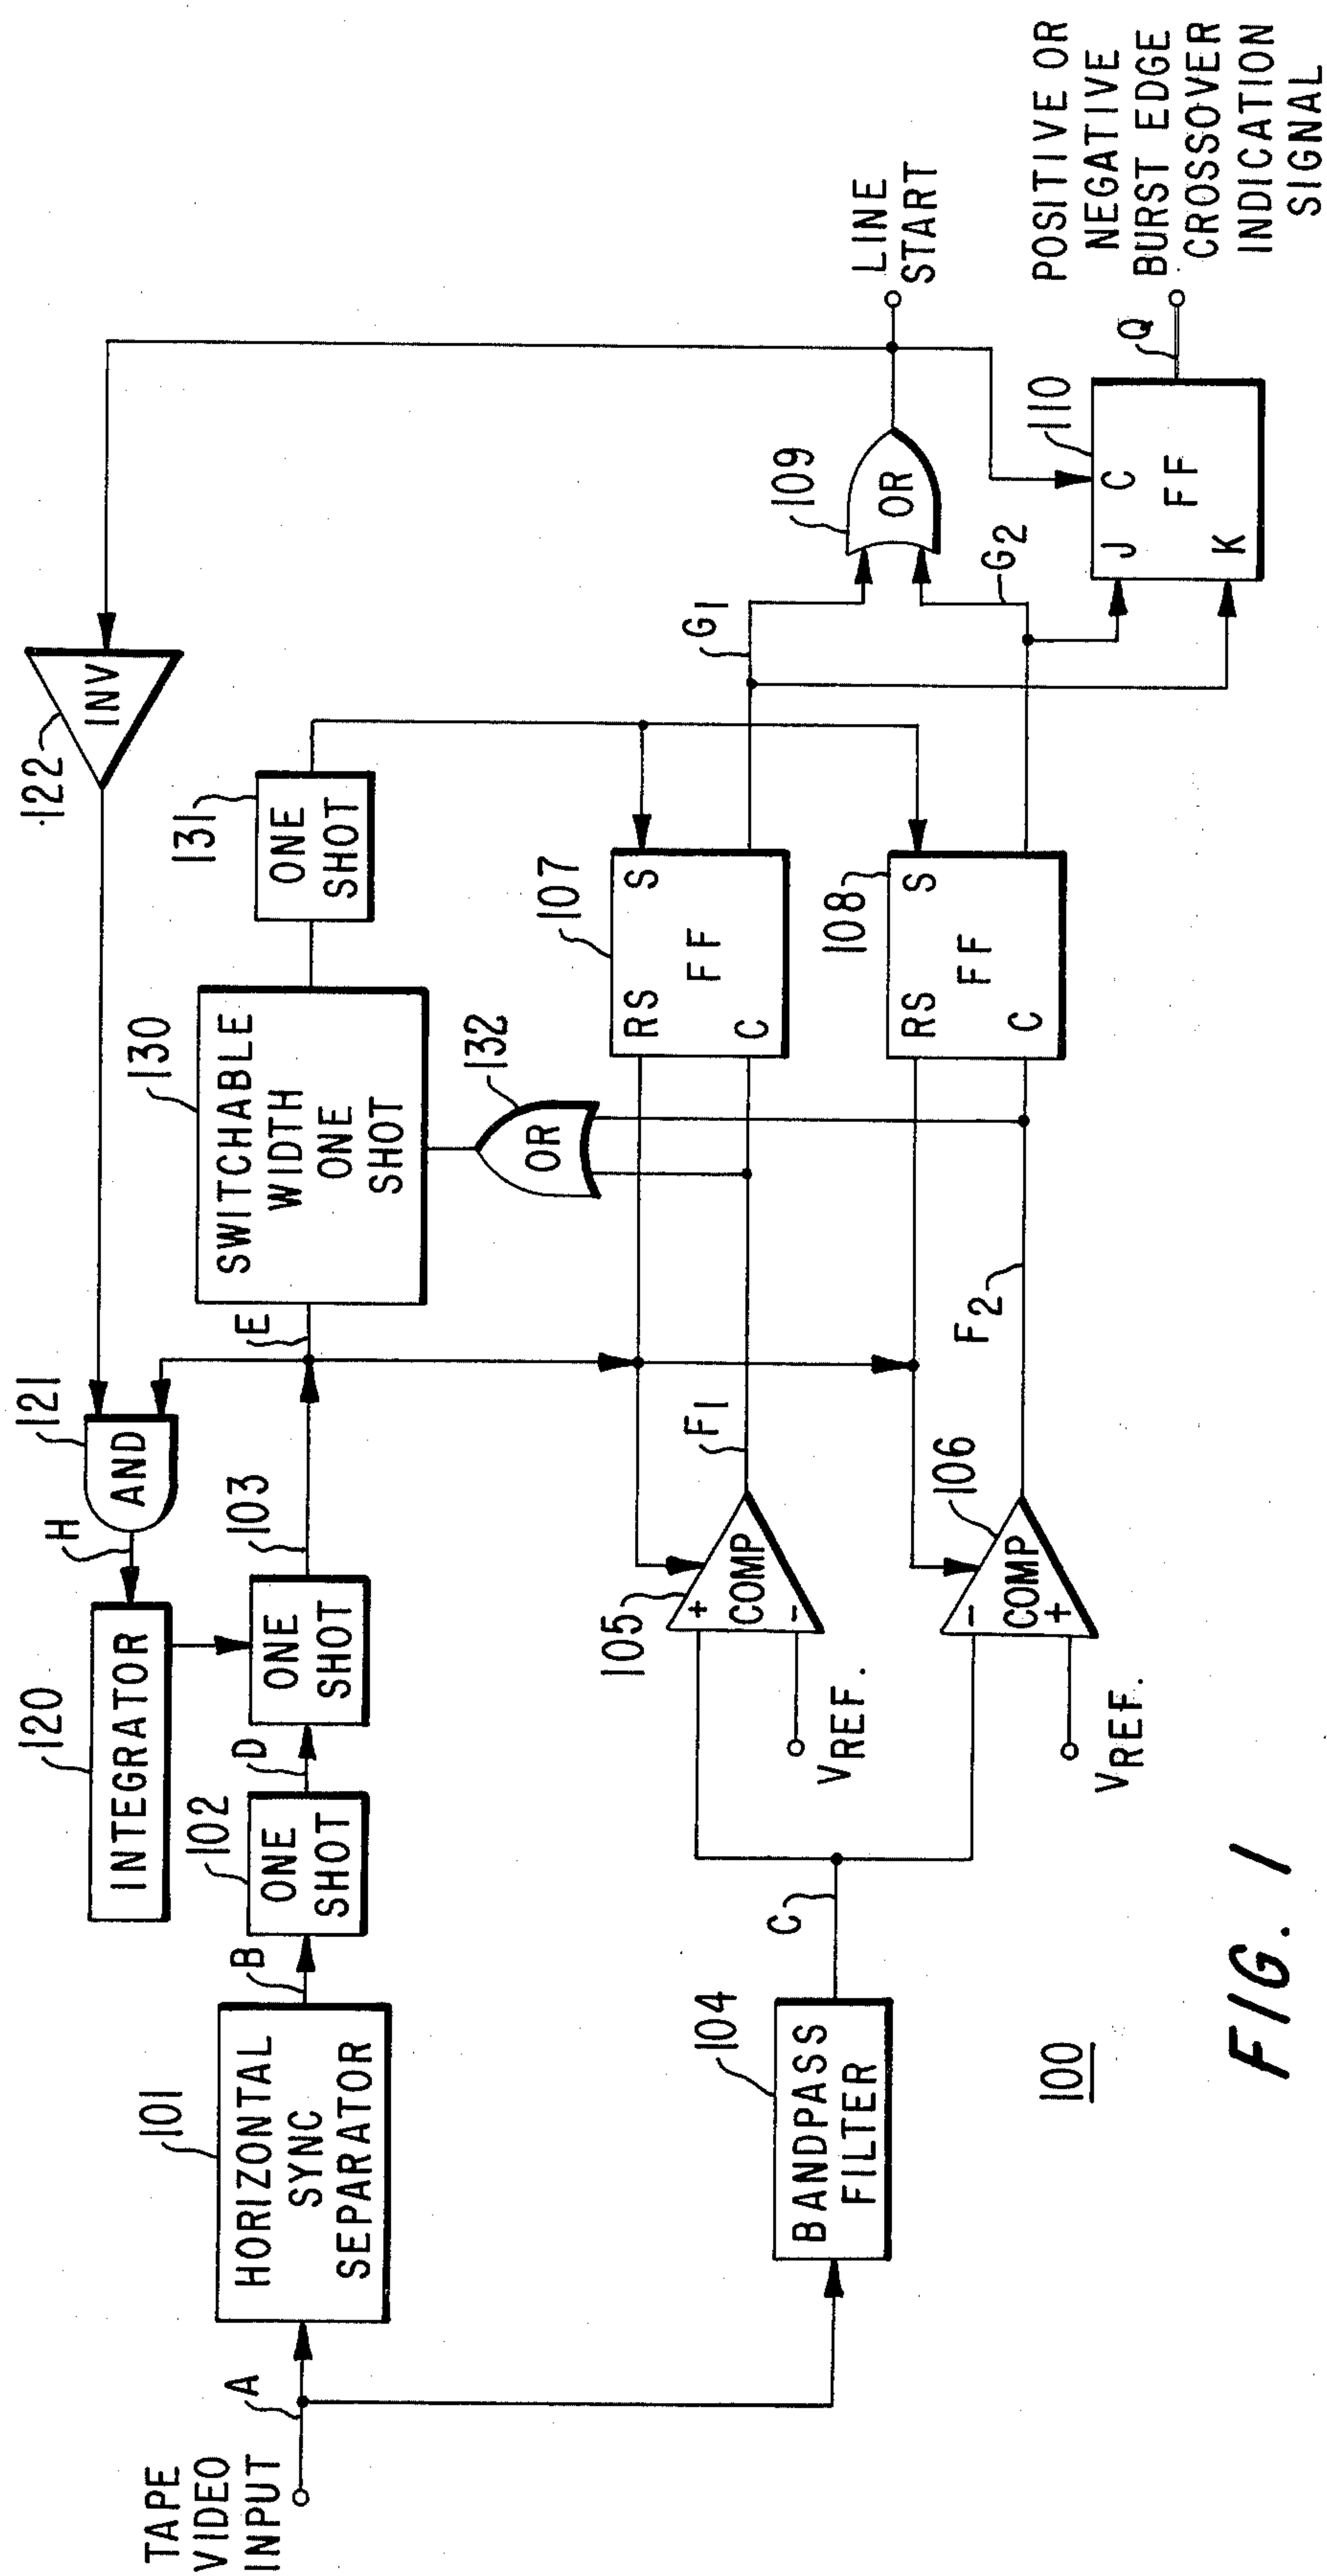 TAPE
VIDEO
INPUT
A
101
HORIZONTAL
SYNC
SEPARATOR
B
102
ONE
SHOT
D
120
INTEGRATOR
H
121
AND
103
ONE
SHOT
E
130
SWITCHABLE
WIDTH
ONE
SHOT
131
ONE
SHOT
122
INV
132
OR
104
BANDPASS
FILTER
C
105
+
COMP
-
VREF.
F1
106
-
COMP
+
VREF.
F2
107
RS
S
FF
C
108
RS
S
FF
C
G1
G2
109
OR
LINE
START
110
J
C
FF
K
Q
POSITIVE OR
NEGATIVE
BURST EDGE
CROSSOVER
INDICATION
SIGNAL
100
FIG. 1